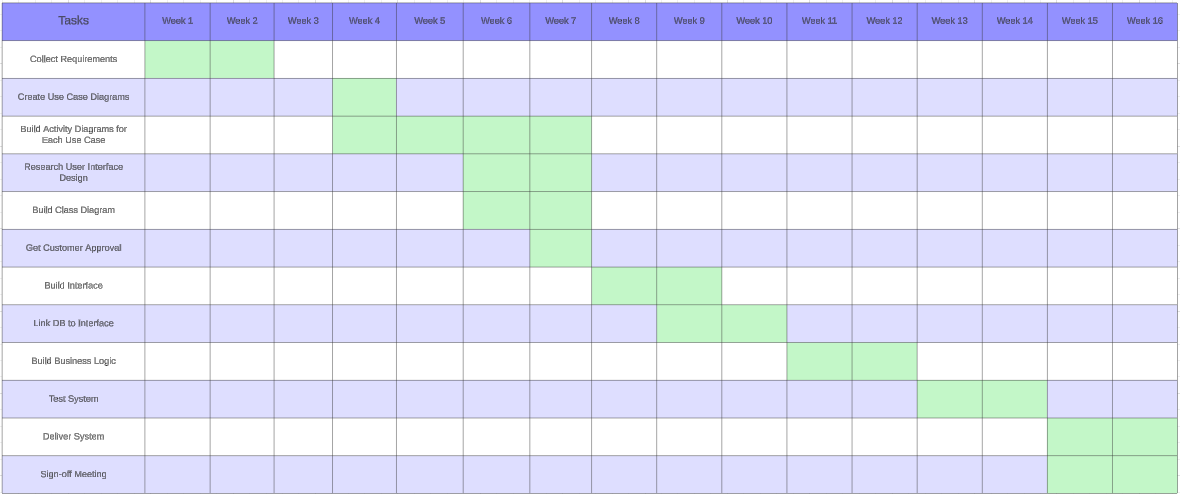 Tasks Week 1 Week 2 Week 3 Week 4 Week 5 Week 6 Week 7 Week 8 Week 9 Week 10 Week 11 Week 12 Week 13 Week 14 Week 15 Week 16
Collect Requirements
Create Use Case Diagrams
Build Activity Diagrams for
Each Use Case
Research User Interface
Design
Build Class Diagram
Get Customer Approval
Build Interface
Link DB to Interface
Build Business Logic
Test System
Deliver System
Sign-off Meeting